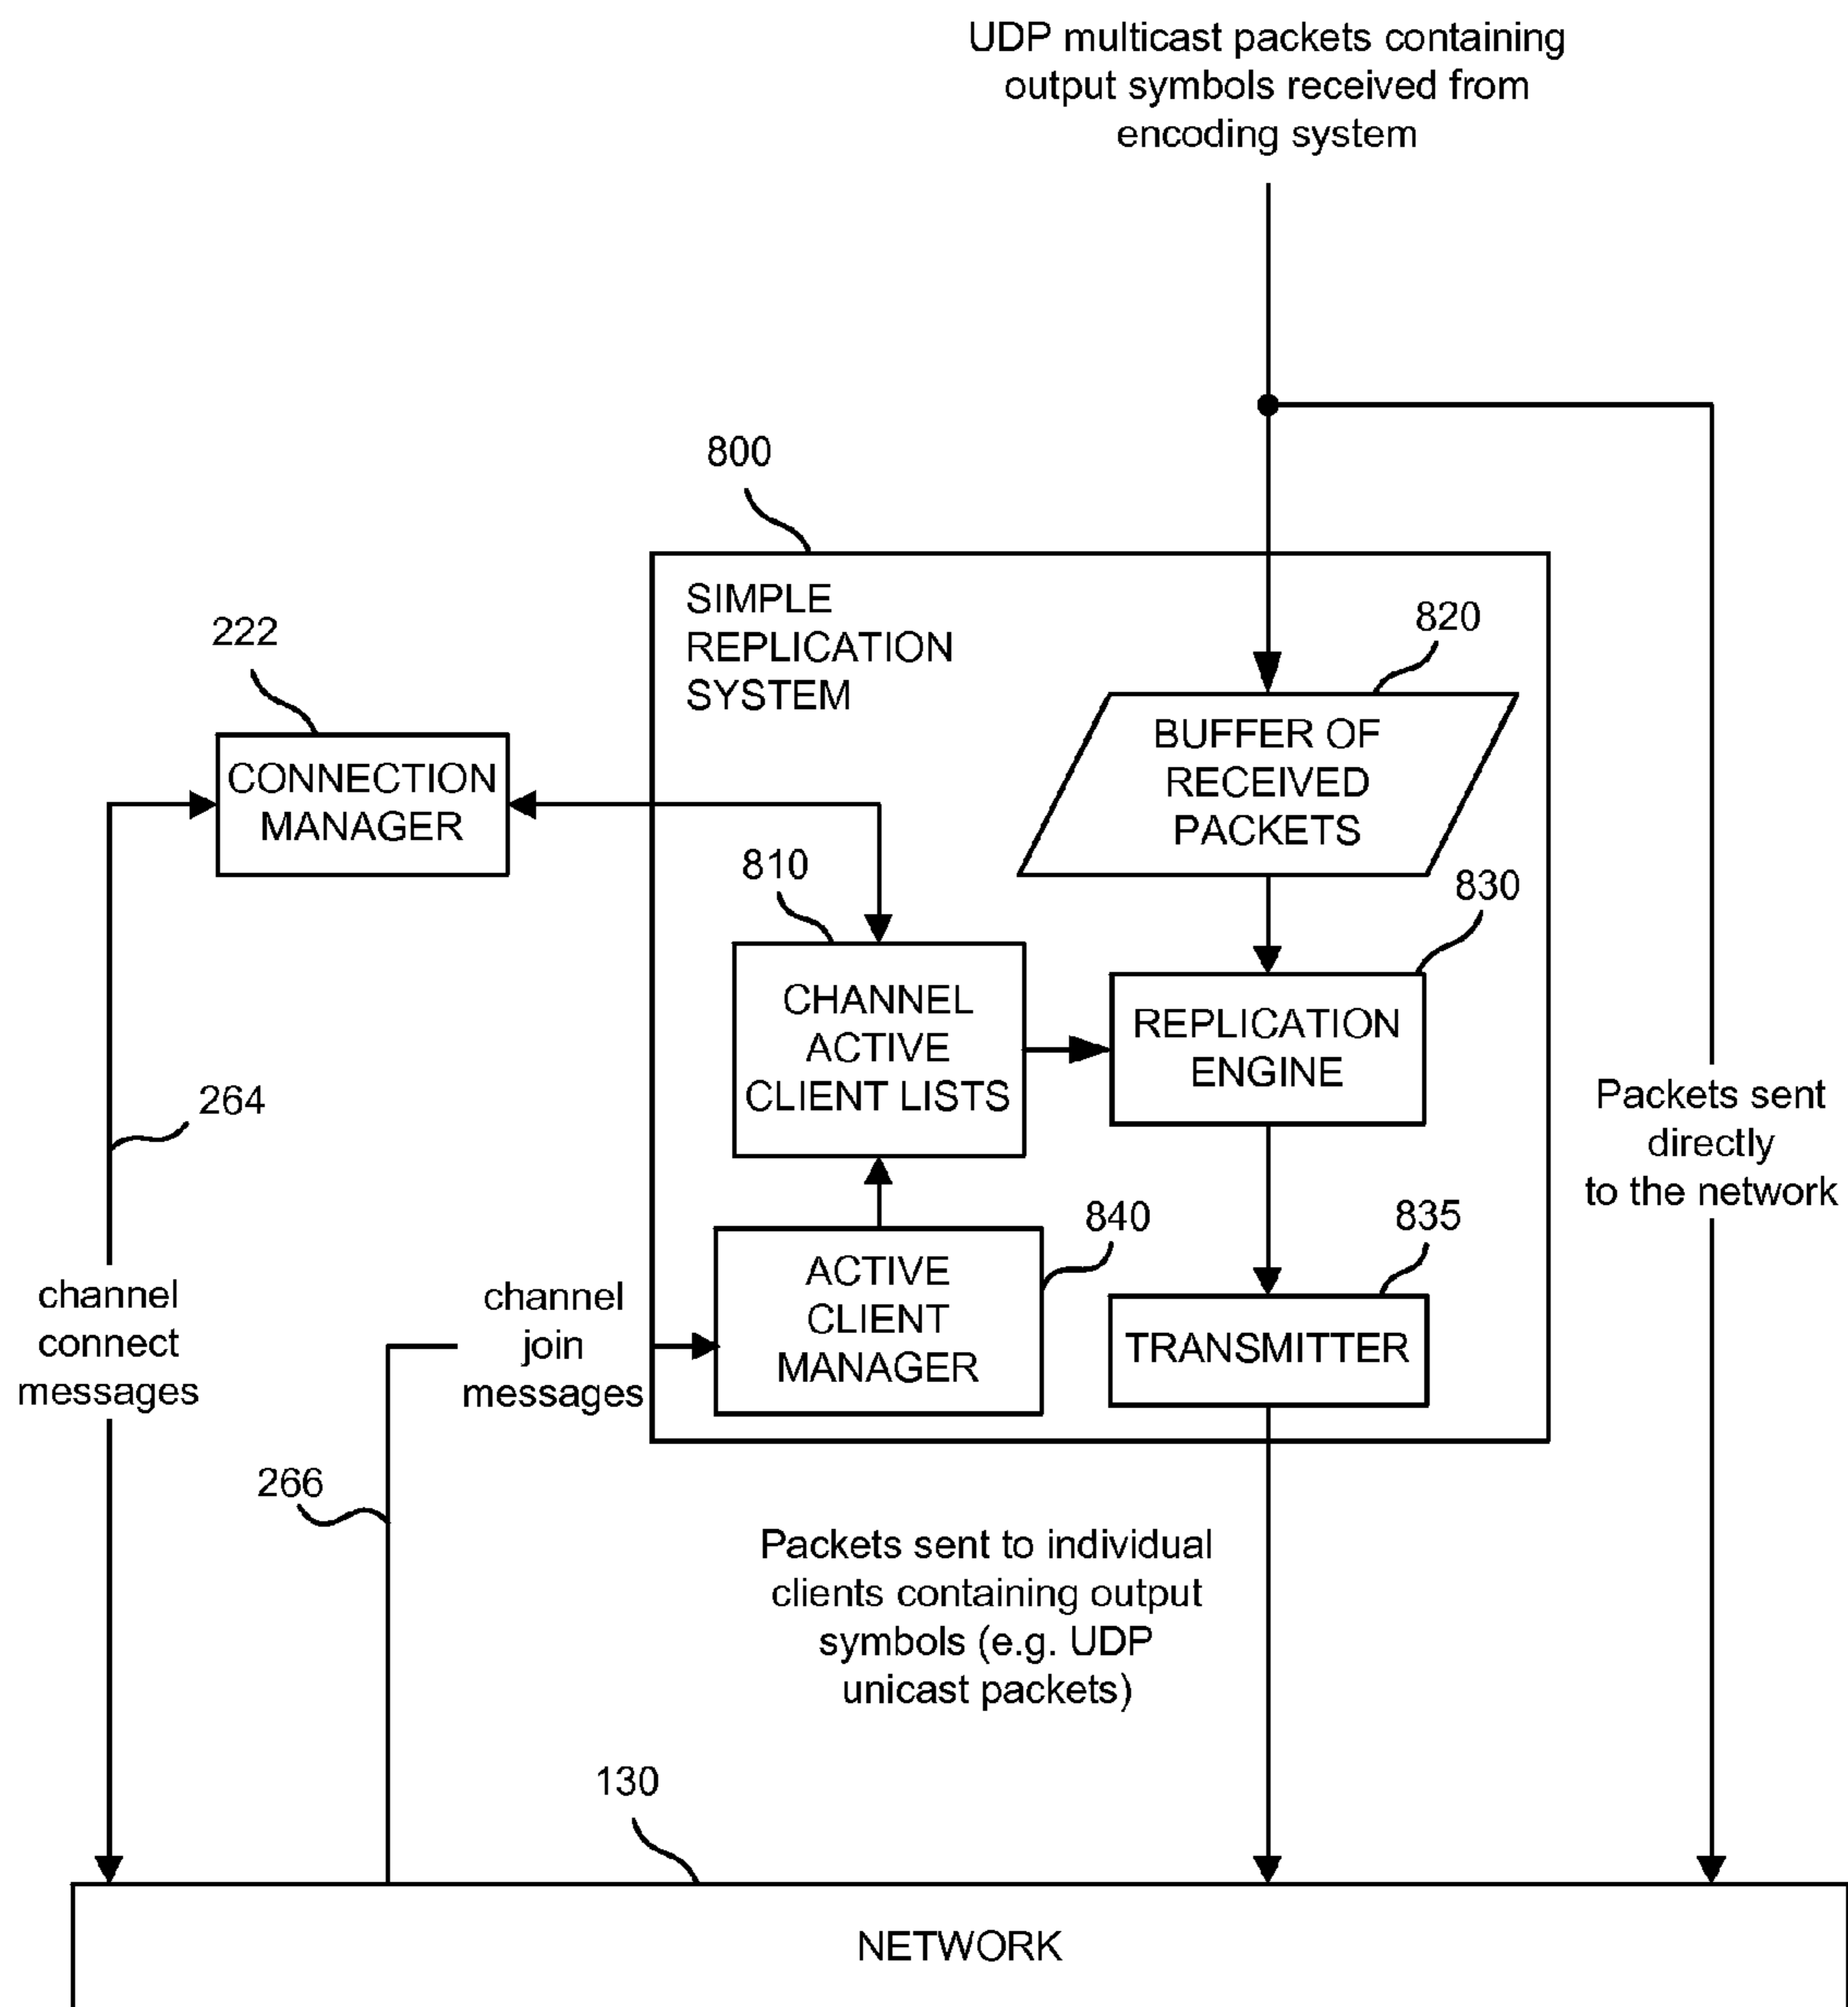 UDP multicast packets containing
output symbols received from
encoding system
800
SIMPLE
REPLICATION
SYSTEM
820
222
BUFFER OF
RECEIVED
PACKETS
CONNECTION
MANAGER
810
830
CHANNEL
ACTIVE
CLIENT LISTS
REPLICATION
ENGINE
264
Packets sent
directly
to the network
840
835
channel
connect
messages
channel
join
messages
ACTIVE
CLIENT
MANAGER
TRANSMITTER
266
Packets sent to individual
clients containing output
symbols (e.g. UDP
unicast packets)
130
NETWORK